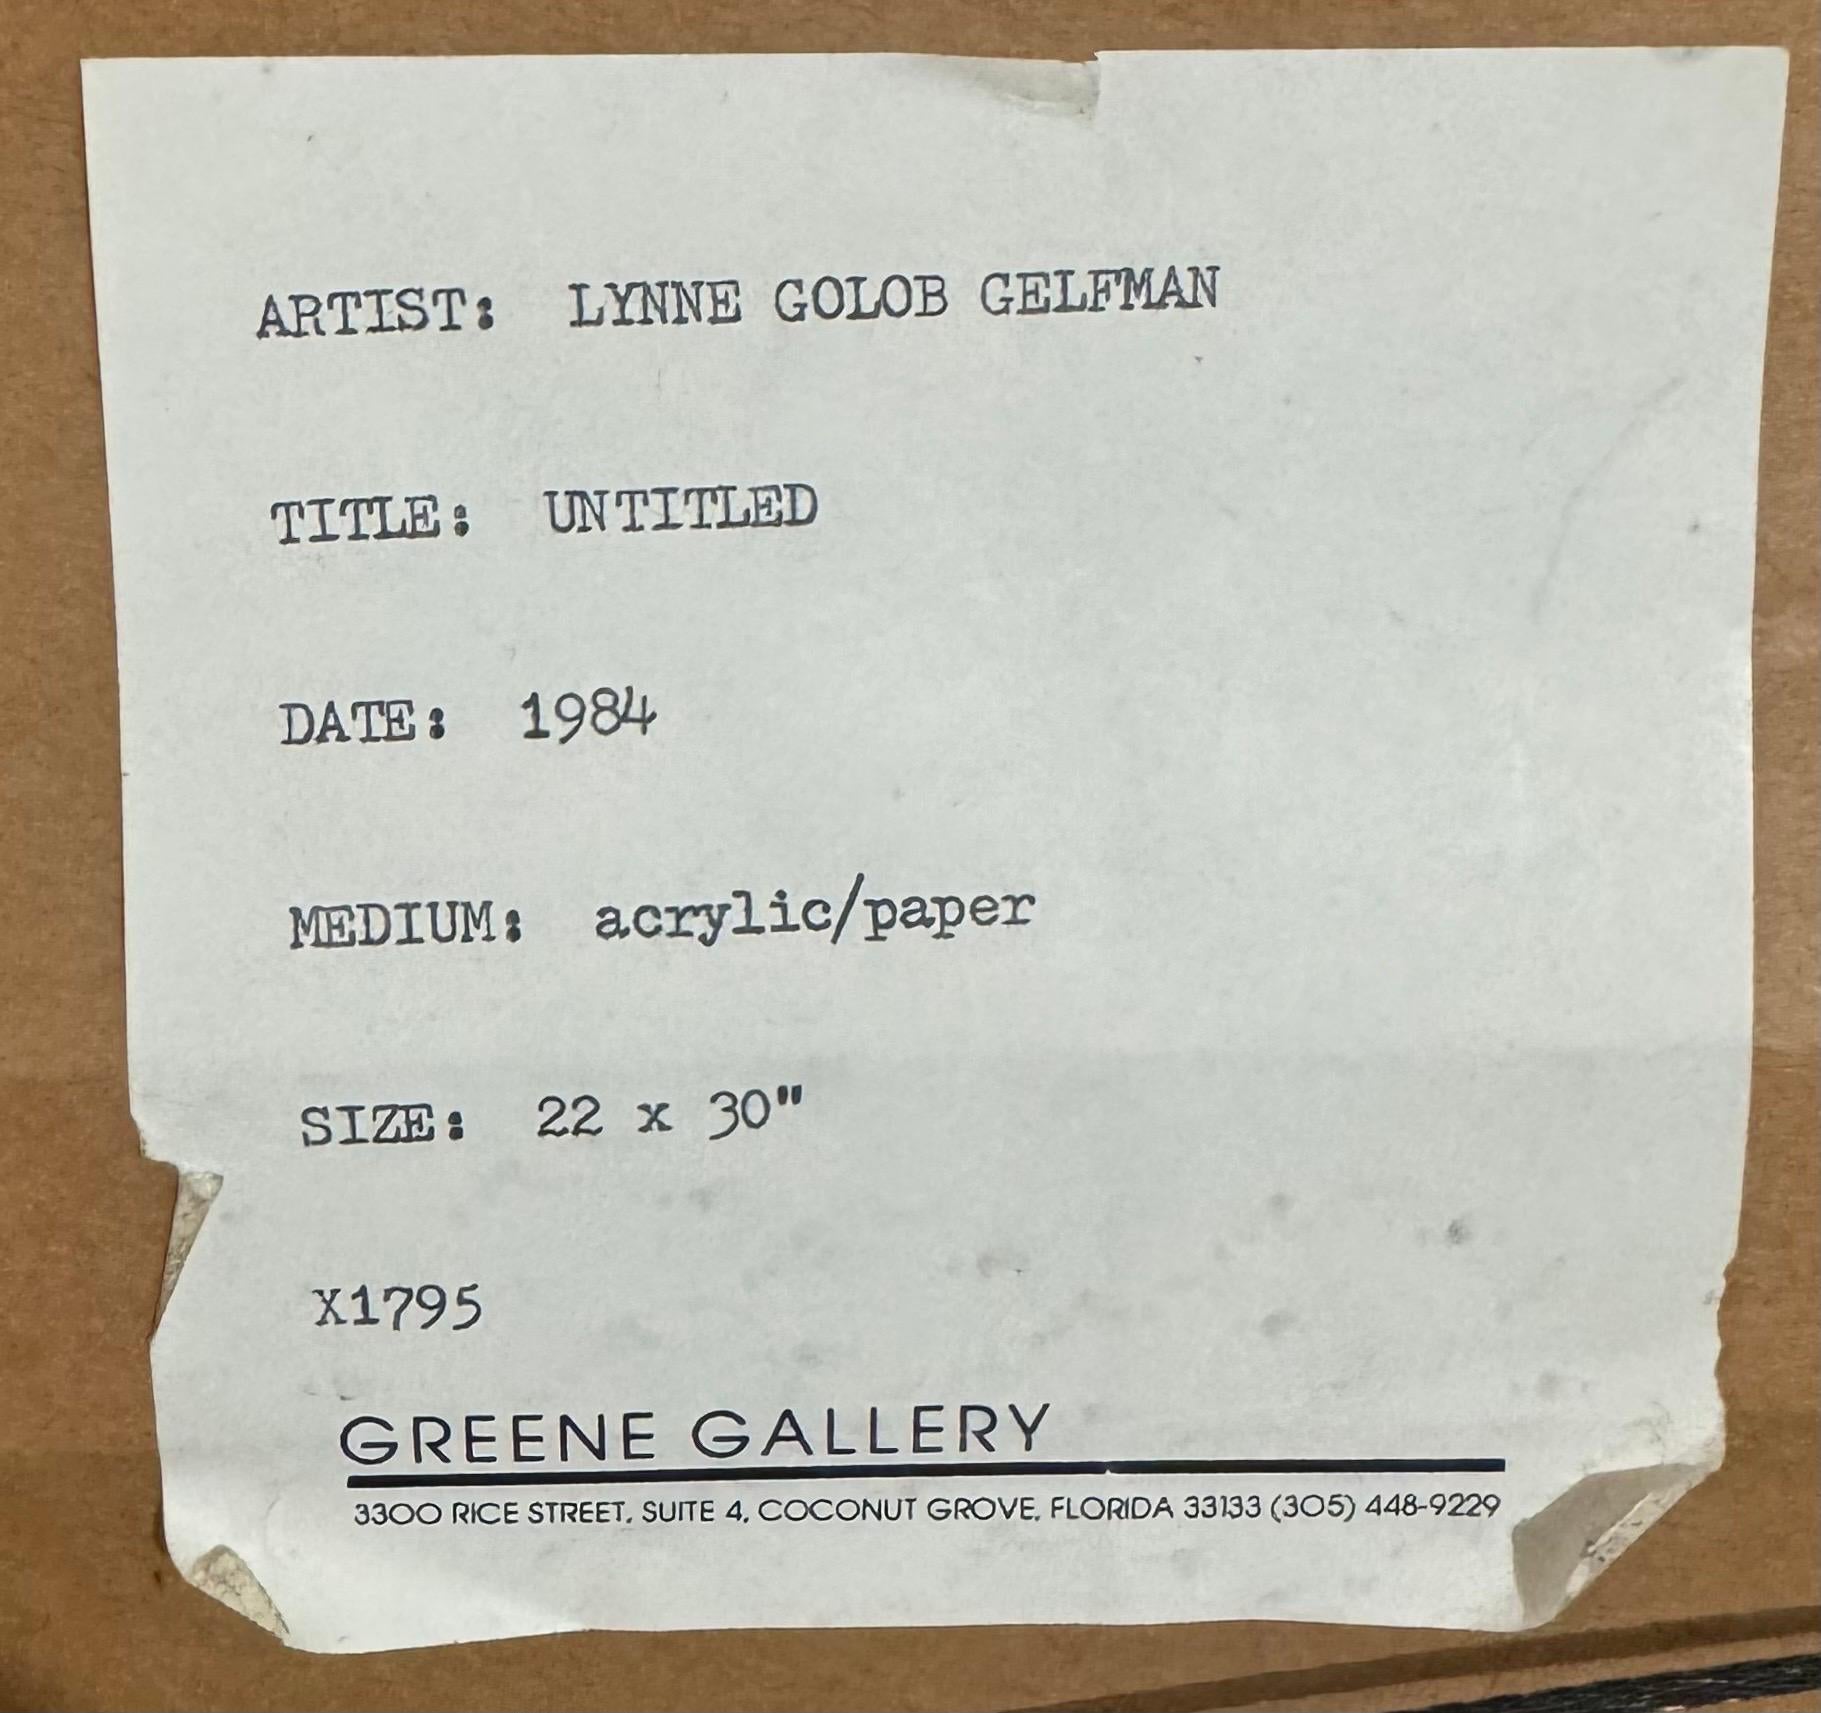 ARTIST: LYNNE GOLOB GELFMAN
TITLE: UNTITLED
DATE: 1984
MEDIUM: acrylic/paper
SIZE: 22 x 30"
X1795
GREENE GALLERY
3300 RICE STREET, SUITE 4, COCONUT GROVE, FLORIDA 33133 (305) 448-9229